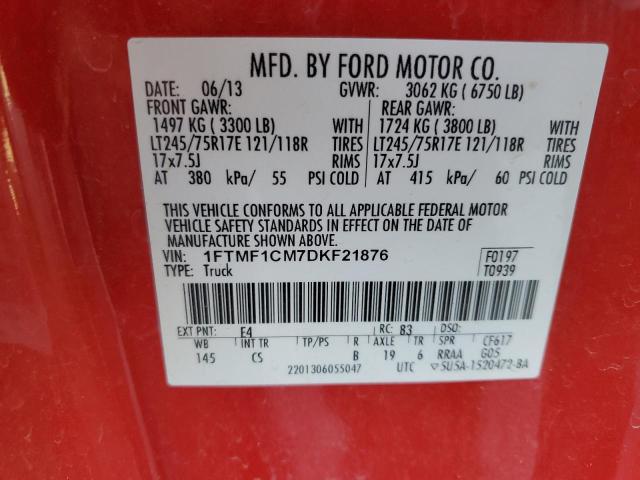 MFD. BY FORD MOTOR CO.
DATE: 06/13 GVWR: 3062 KG ( 6750 LB)
FRONT GAWR: REAR GAWR:
1497 KG ( 3300 LB) WITH 1724 KG ( 3800 LB) WITH
LT245/75R17E 121/118R TIRES LT245/75R17E 121/118R TIRES
17x7.5J RIMS 17x7.5J RIMS
AT 380 kPa/ 55 PSI COLD AT 415 kPa/ 60 PSI COLD
THIS VEHICLE CONFORMS TO ALL APPLICABLE FEDERAL MOTOR
VEHICLE SAFETY STANDARDS IN EFFECT ON THE DATE OF
MANUFACTURE SHOWN ABOVE.
VIN: 1FTMF1CM7DKF21876 F0197
TYPE: Truck T0939
EXT PNT: E4 RC: 83 DSO:
WB INT TR TP/PS R AXLE TR SPR CF617
145 CS B 19 6 RRAA G05
2201306055047 UTC ▽5U5A-1520472-BA